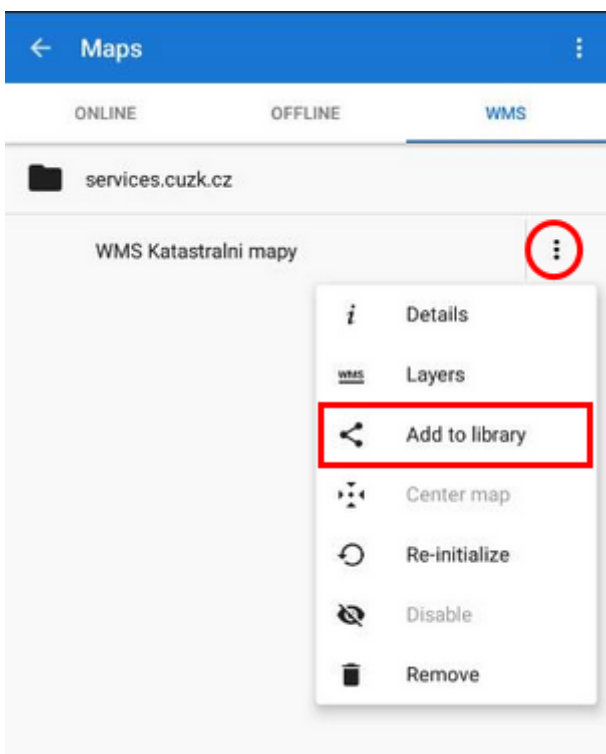 Maps
ONLINE OFFLINE WMS
services.cuzk.cz
WMS Katastralni mapy
i Details
WMS Layers
Add to library
Center map
Re-initialize
Disable
Remove